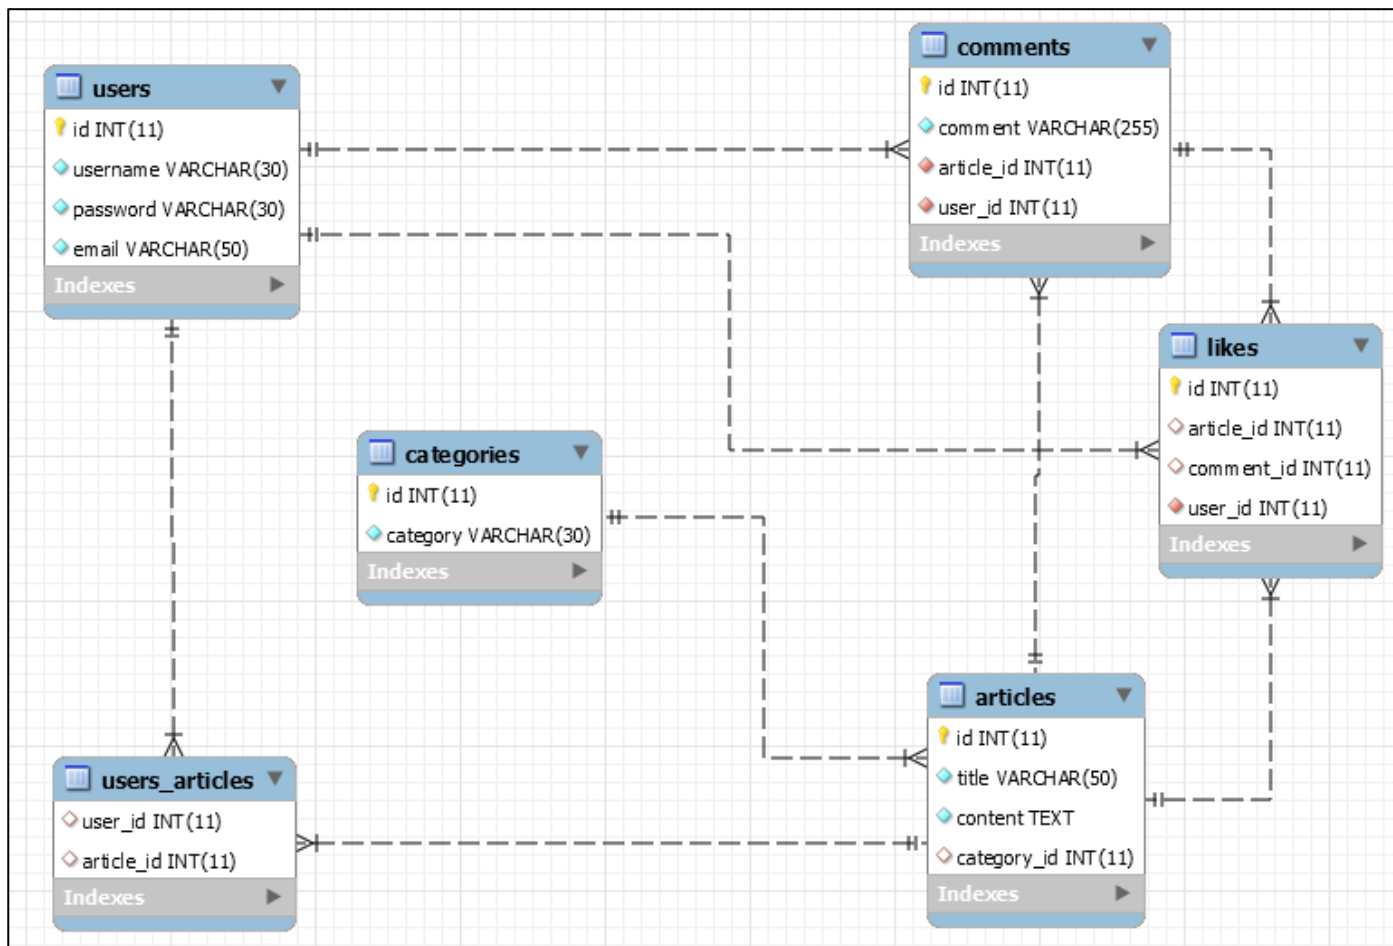 users
id INT(11)
username VARCHAR(30)
password VARCHAR(30)
email VARCHAR(50)
Indexes
comments
id INT(11)
comment VARCHAR(255)
article_id INT(11)
user_id INT(11)
Indexes
likes
id INT(11)
article_id INT(11)
comment_id INT(11)
user_id INT(11)
Indexes
categories
id INT(11)
category VARCHAR(30)
Indexes
articles
id INT(11)
title VARCHAR(50)
content TEXT
category_id INT(11)
Indexes
users_articles
user_id INT(11)
article_id INT(11)
Indexes